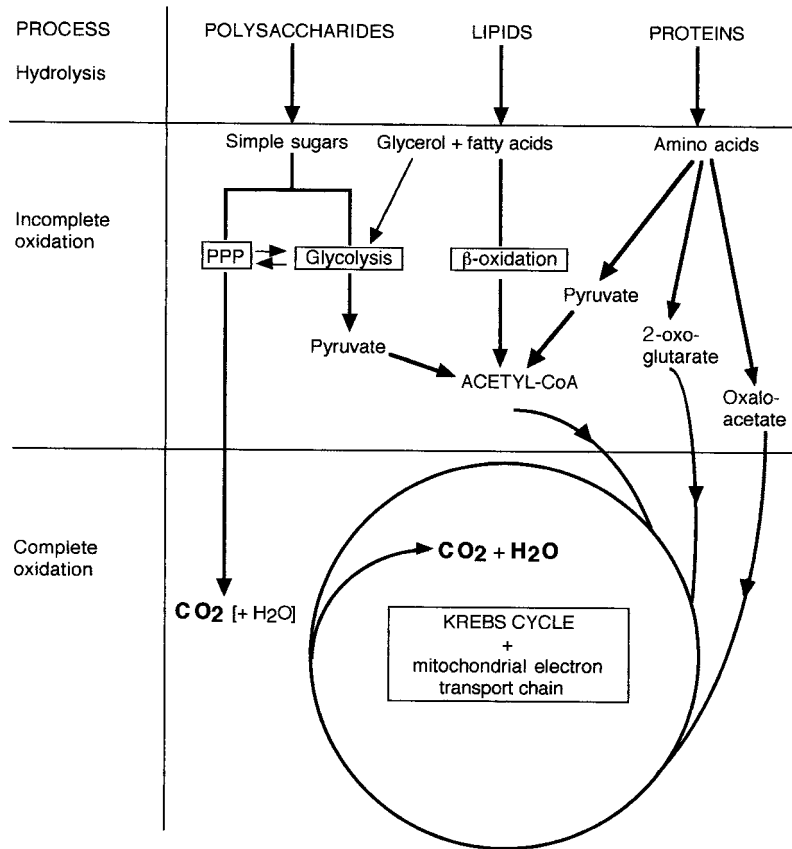 PROCESS
POLYSACCHARIDES
LIPIDS
PROTEINS
Hydrolysis
Simple sugars
Glycerol + fatty acids
Amino acids
Incomplete
oxidation
PPP
Glycolysis
β-oxidation
Pyruvate
2-oxo-
glutarate
Pyruvate
ACETYL-CoA
Oxalo-
acetate
Complete
oxidation
CO2 + H2O
CO2 [+ H2O]
KREBS CYCLE
+
mitochondrial electron
transport chain